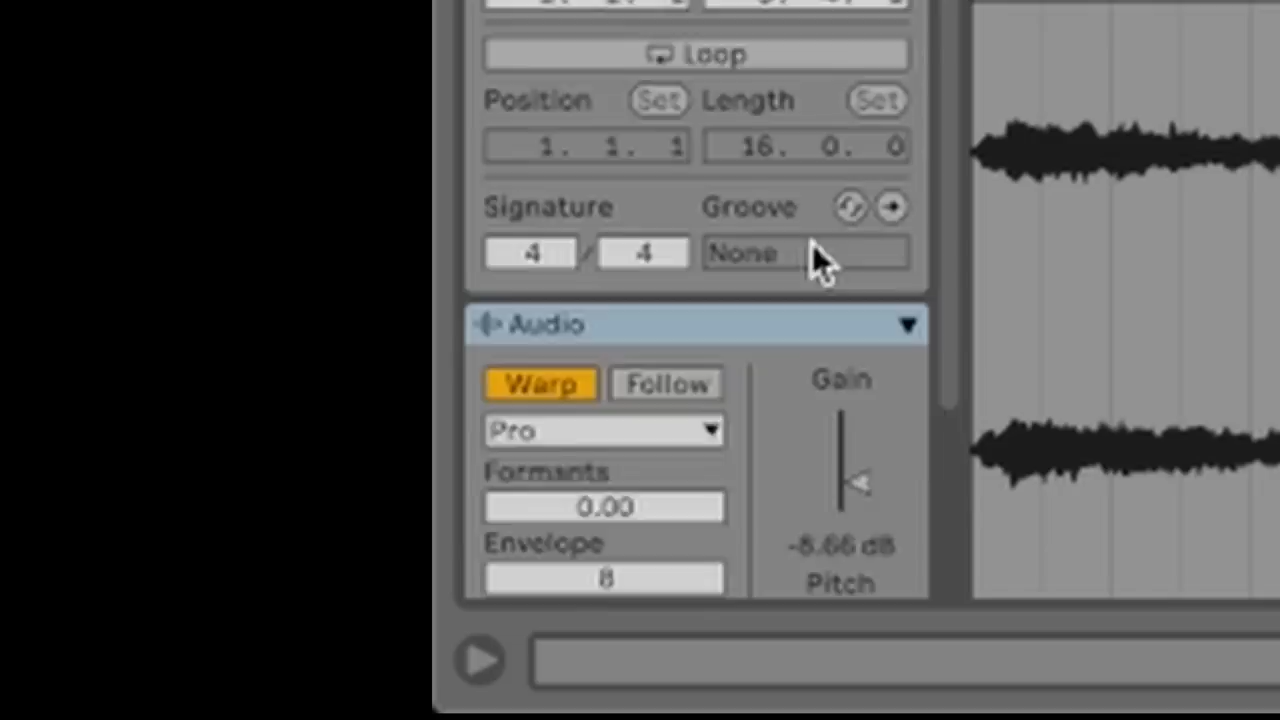 Loop
Position Set Length Set
1. 1. 1 16. 0. 0
Signature Groove
4 / 4 None
Audio
Warp Follow Gain
Pro
Formants
0.00
Envelope -8.66 dB
8 Pitch